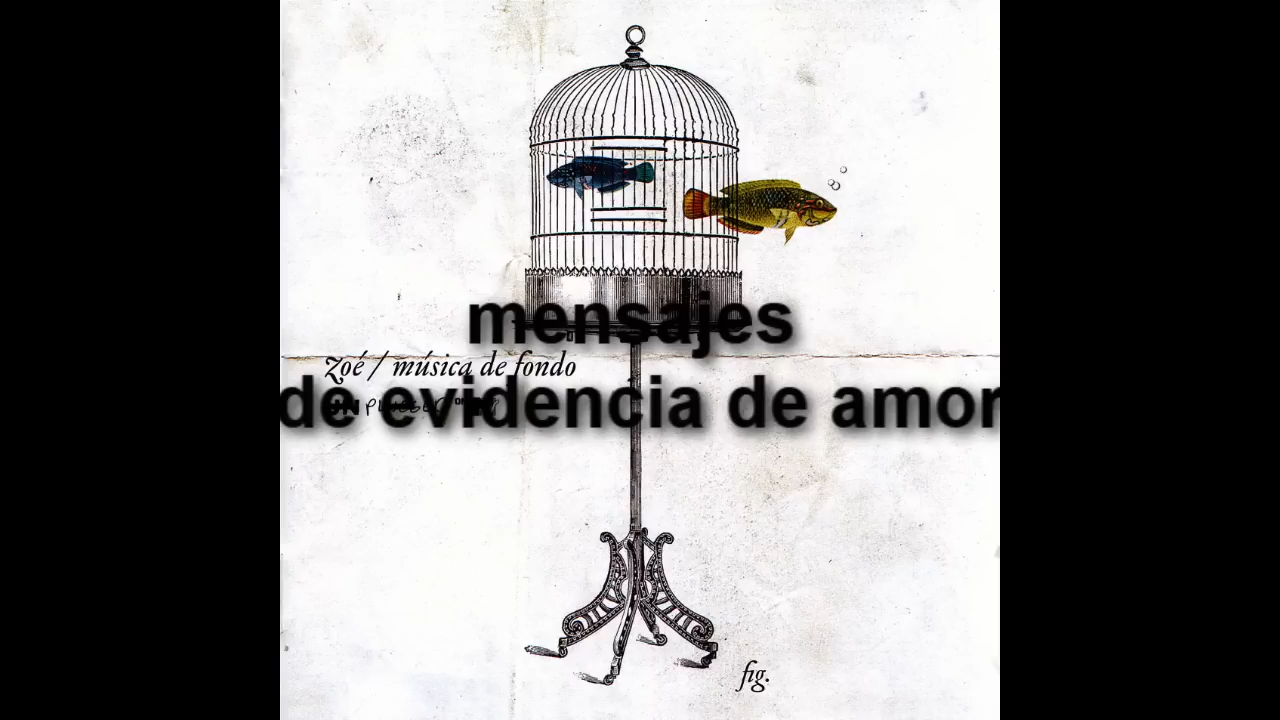 mensajes
Zoé / música de fondo
de evidencia de amor
fig.